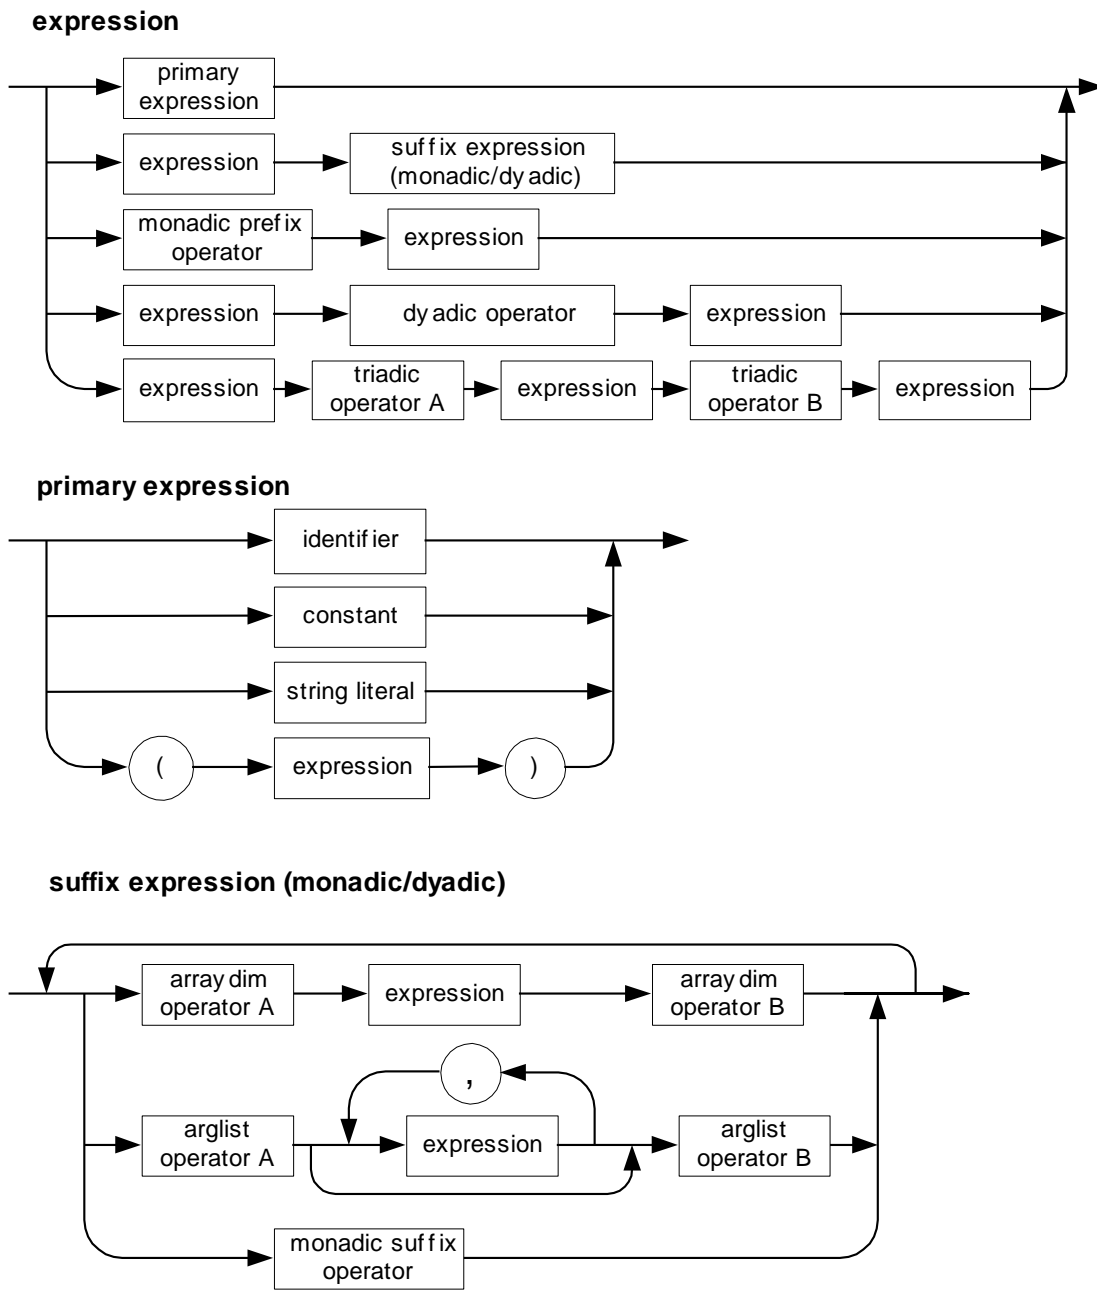 expression
primary
expression
expression
suffix expression
(monadic/dyadic)
monadic prefix
operator
expression
expression
dyadic operator
expression
expression
triadic
operator A
expression
triadic
operator B
expression
primary expression
identifier
constant
string literal
(
expression
)
suffix expression (monadic/dyadic)
array dim
operator A
expression
array dim
operator B
,
arglist
operator A
expression
arglist
operator B
monadic suffix
operator